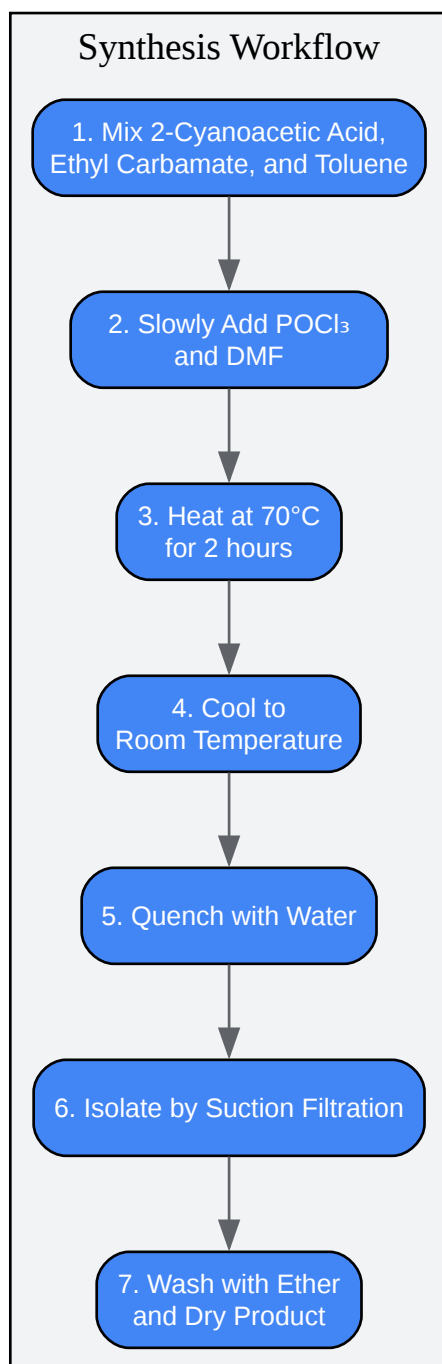 Synthesis Workflow
1. Mix 2-Cyanoacetic Acid,
Ethyl Carbamate, and Toluene
2. Slowly Add POCl₃
and DMF
3. Heat at 70°C
for 2 hours
4. Cool to
Room Temperature
5. Quench with Water
6. Isolate by Suction Filtration
7. Wash with Ether
and Dry Product